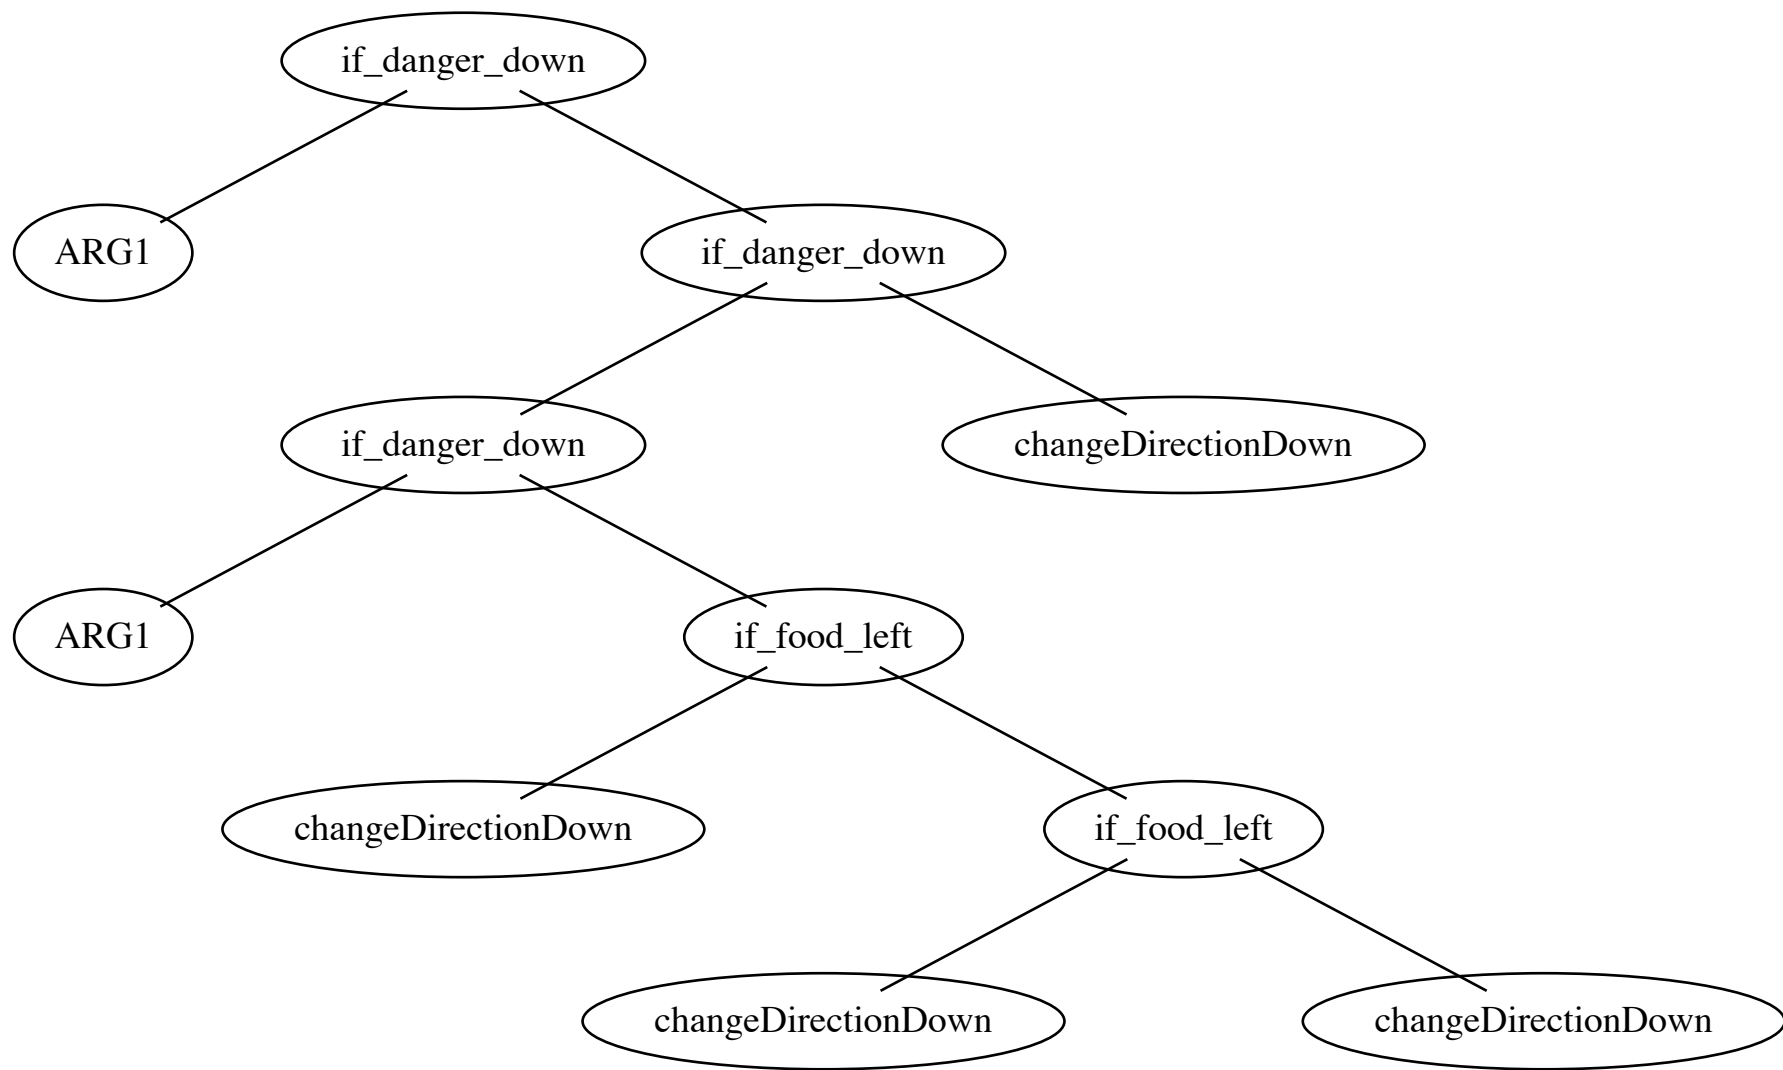 if_danger_down
ARG1
if_danger_down
if_danger_down
changeDirectionDown
ARG1
if_food_left
changeDirectionDown
if_food_left
changeDirectionDown
changeDirectionDown